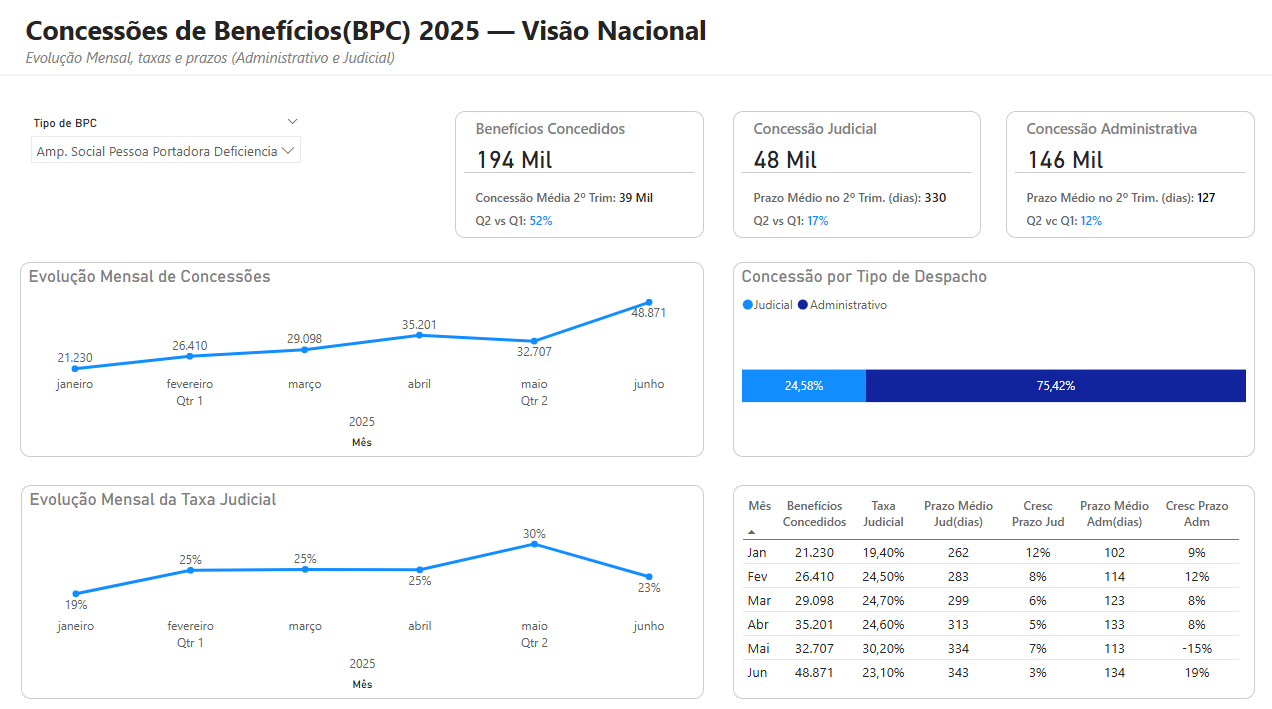 Concessões de Benefícios(BPC) 2025 — Visão Nacional
Evolução Mensal, taxas e prazos (Administrativo e Judicial)
Tipo de BPC
Amp. Social Pessoa Portadora Deficiencia
Benefícios Concedidos
194 Mil
Concessão Média 2º Trim: 39 Mil
Q2 vs Q1: 52%
Concessão Judicial
48 Mil
Prazo Médio no 2º Trim. (dias): 330
Q2 vs Q1: 17%
Concessão Administrativa
146 Mil
Prazo Médio no 2º Trim. (dias): 127
Q2 vc Q1: 12%
Evolução Mensal de Concessões
21.230 26.410 29.098 35.201 32.707 48.871
janeiro fevereiro março abril maio junho
Qtr 1 Qtr 2
2025
Mês
Concessão por Tipo de Despacho
Judicial Administrativo
24,58% 75,42%
Evolução Mensal da Taxa Judicial
19% 25% 25% 25% 30% 23%
janeiro fevereiro março abril maio junho
Qtr 1 Qtr 2
2025
Mês
Mês Benefícios Taxa Prazo Médio Cresc Prazo Médio Cresc Prazo
Concedidos Judicial Jud(dias) Prazo Jud Adm(dias) Adm
Jan 21.230 19,40% 262 12% 102 9%
Fev 26.410 24,50% 283 8% 114 12%
Mar 29.098 24,70% 299 6% 123 8%
Abr 35.201 24,60% 313 5% 133 8%
Mai 32.707 30,20% 334 7% 113 -15%
Jun 48.871 23,10% 343 3% 134 19%